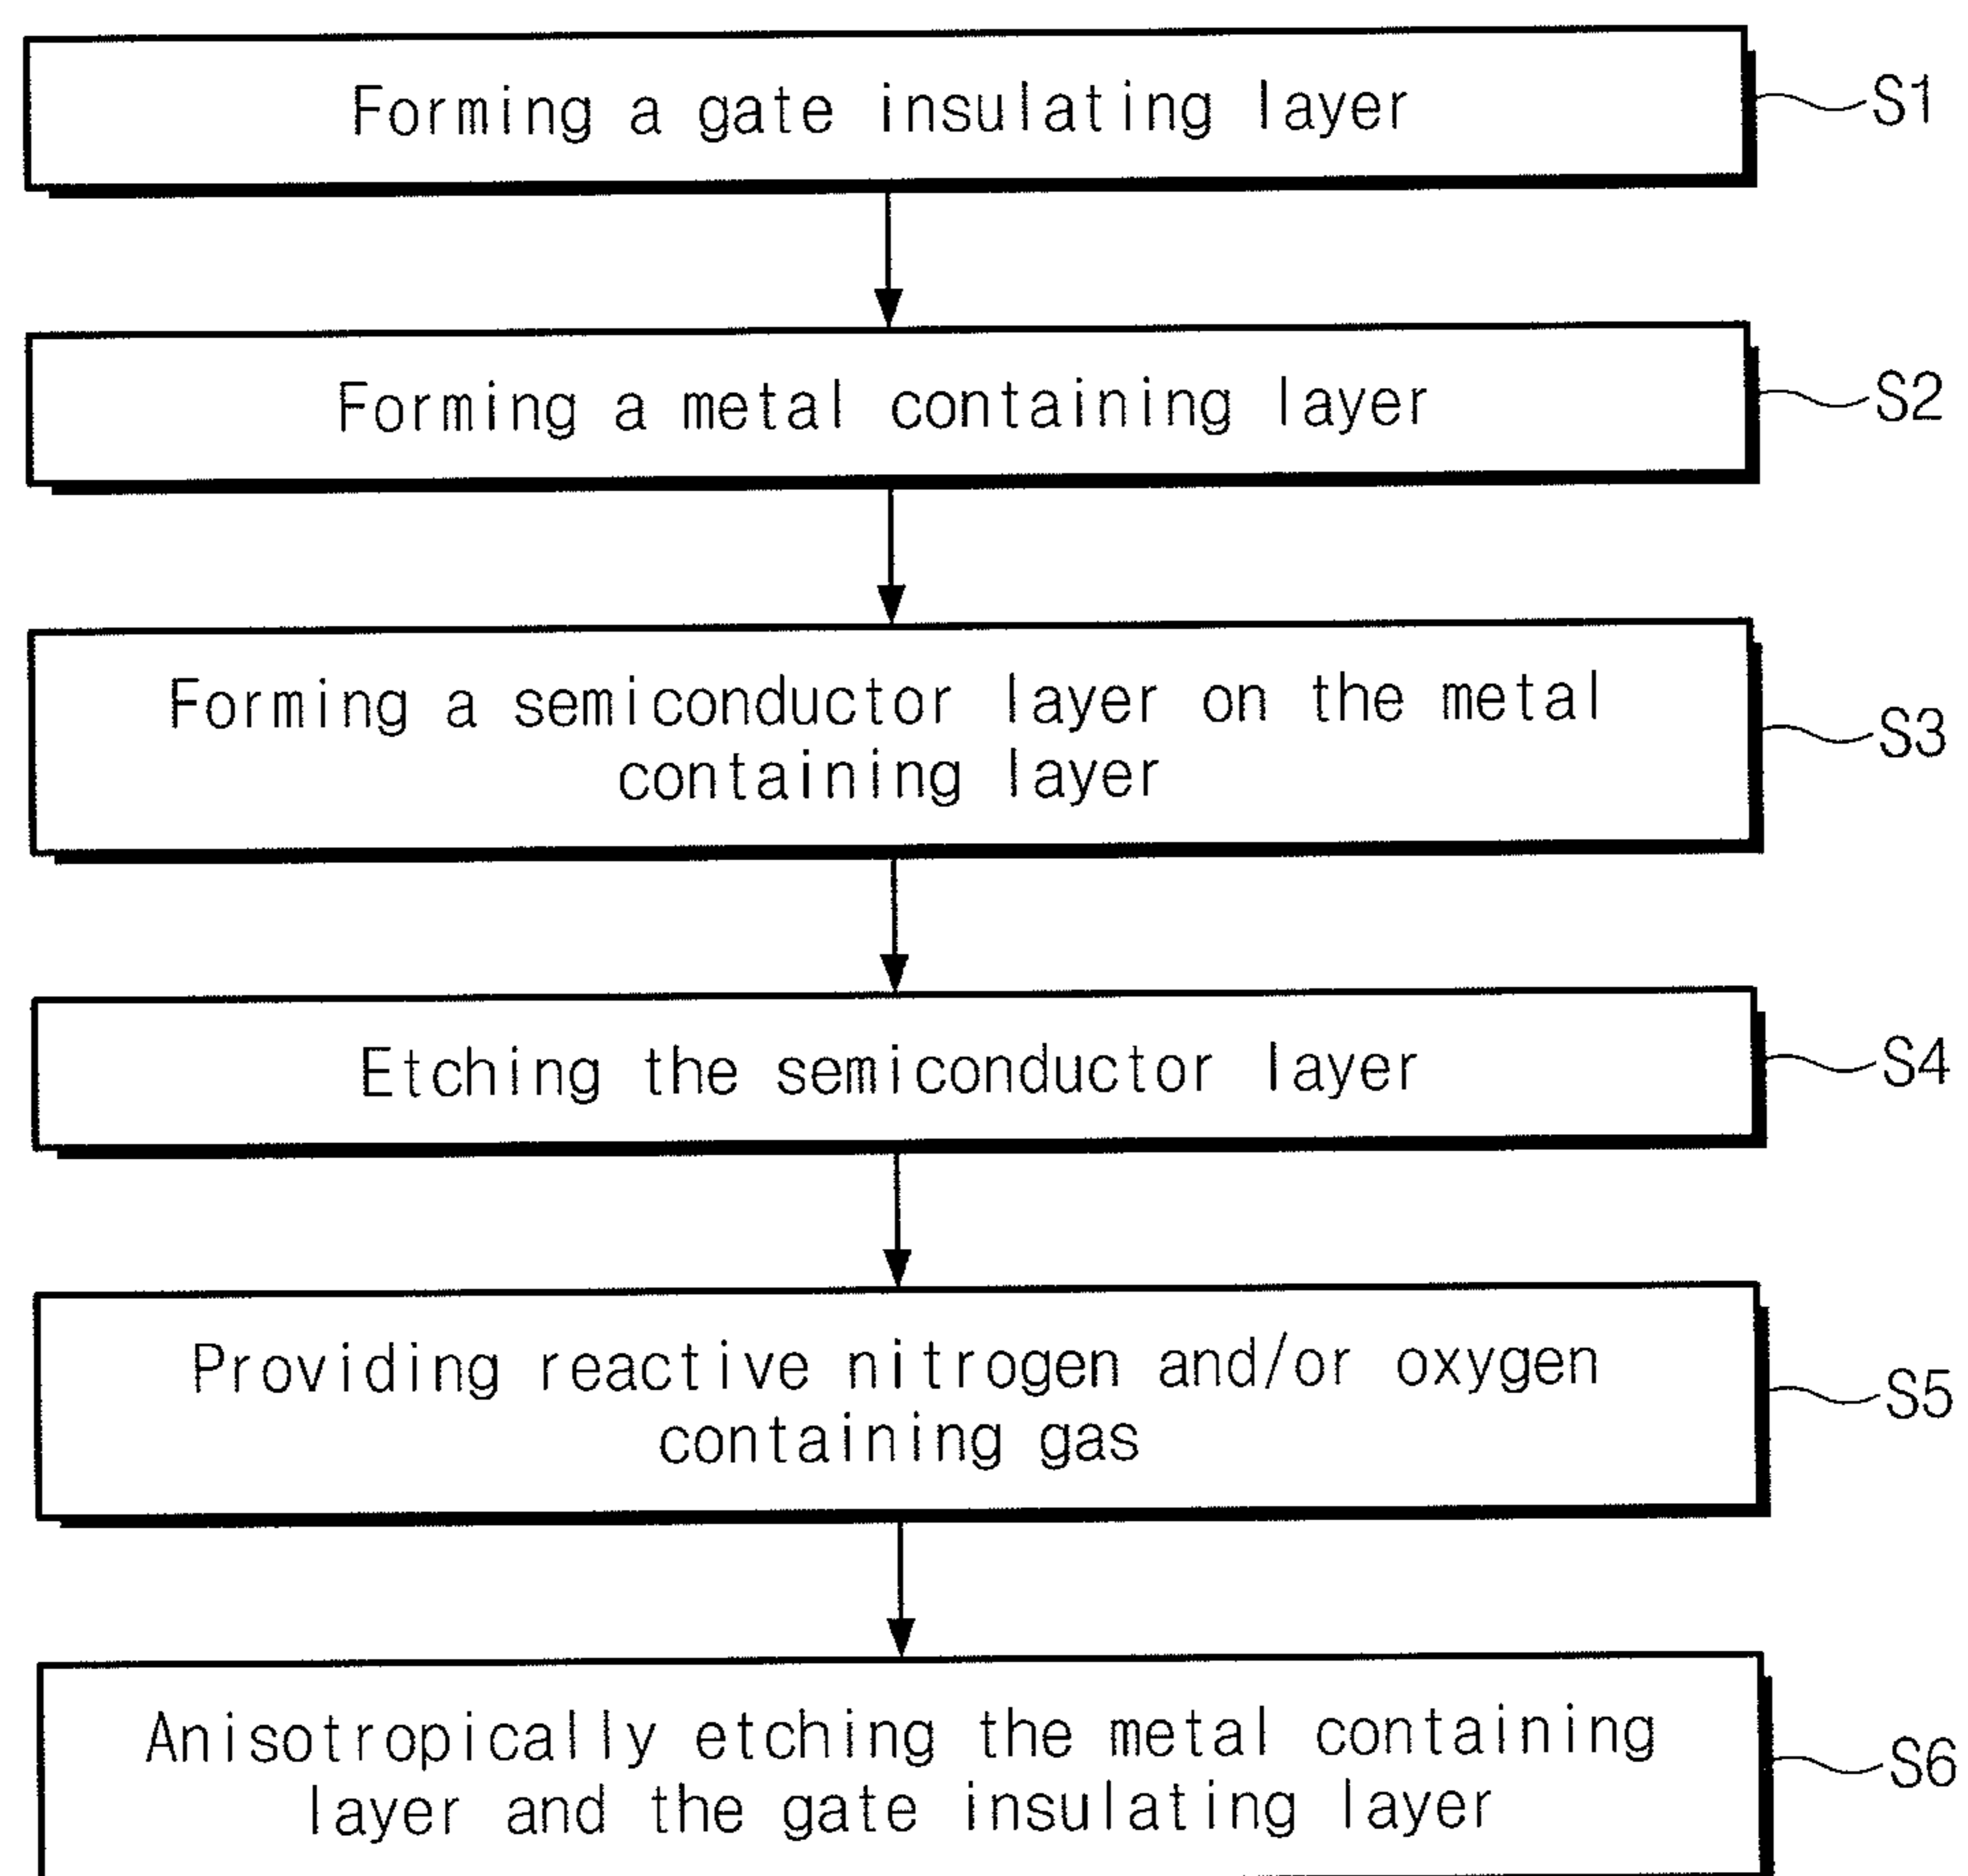 Forming a gate insulating layer
S1
Forming a metal containing layer
S2
Forming a semiconductor layer on the metal
containing layer
S3
Etching the semiconductor layer
S4
Providing reactive nitrogen and/or oxygen
containing gas
S5
Anisotropically etching the metal containing
layer and the gate insulating layer
S6